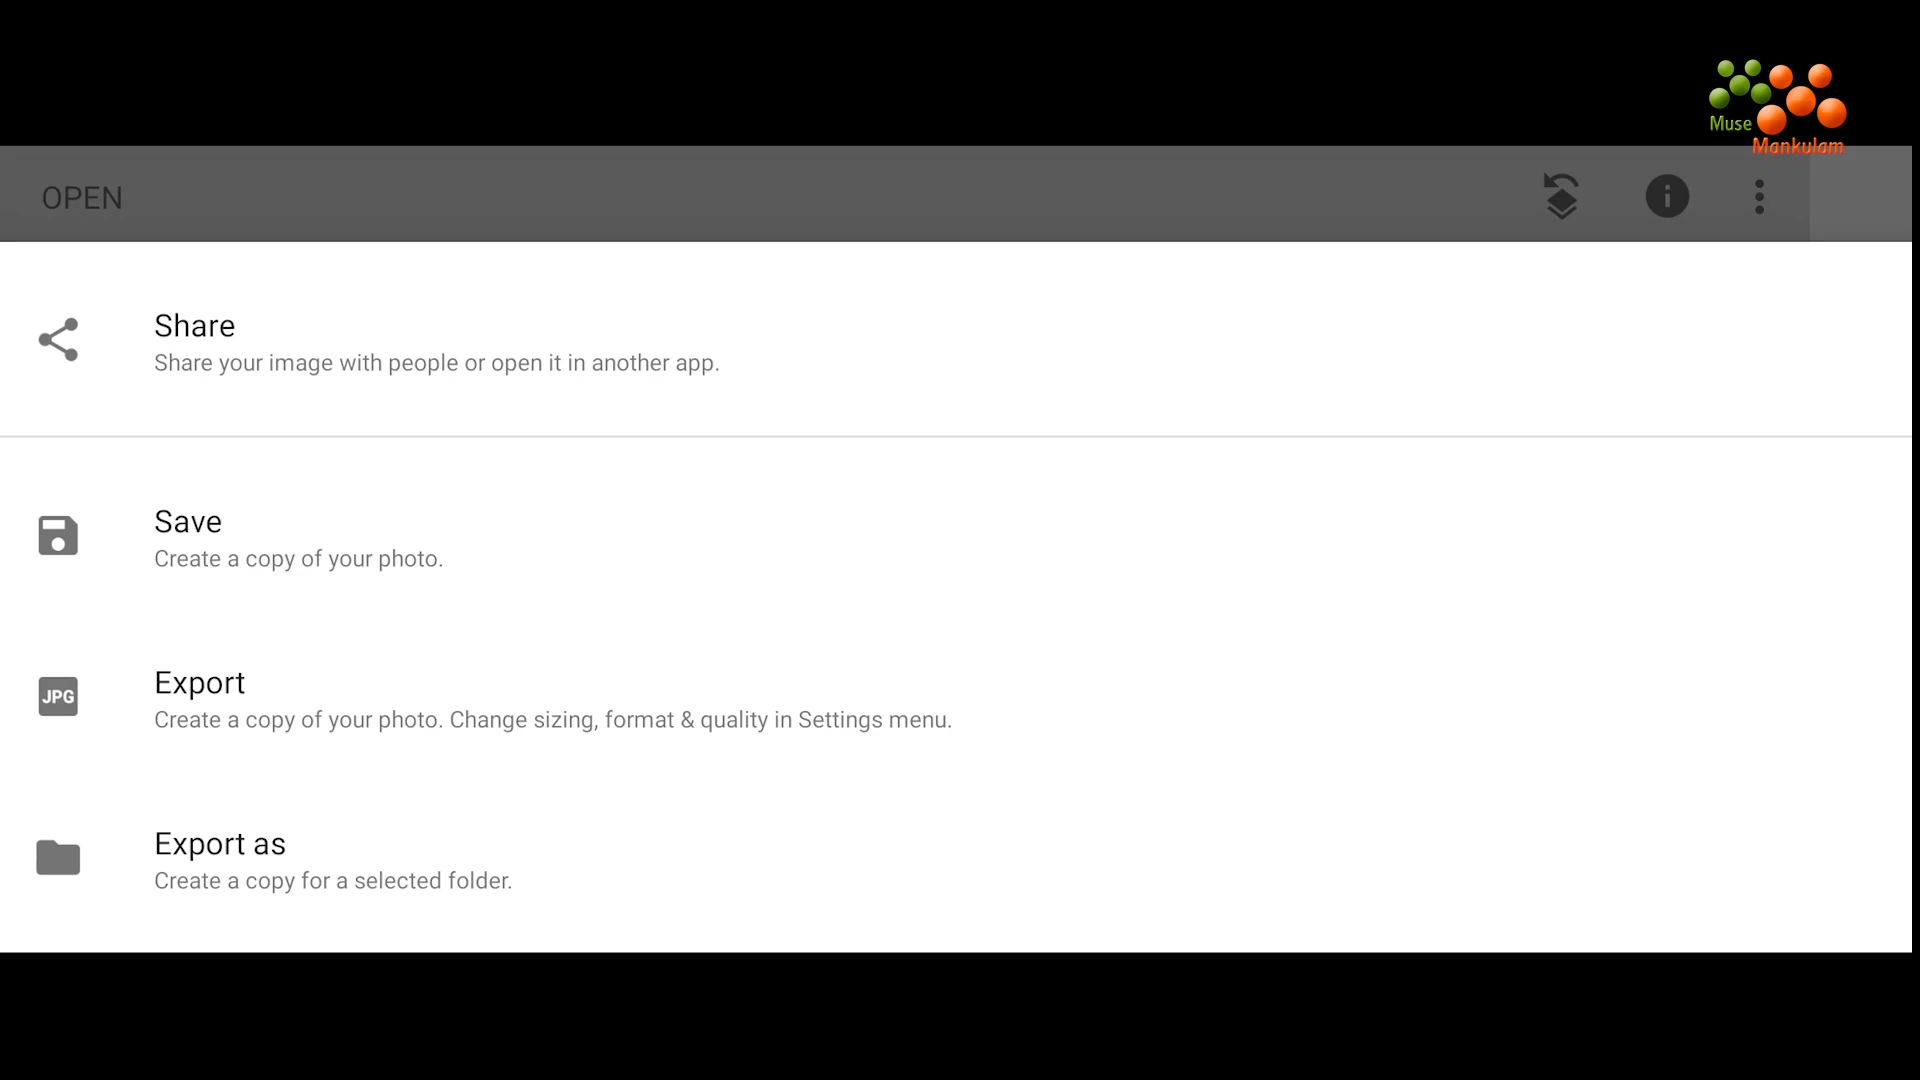 Muse
Mankulam
OPEN
Share
Share your image with people or open it in another app.
Save
Create a copy of your photo.
JPG
Export
Create a copy of your photo. Change sizing, format & quality in Settings menu.
Export as
Create a copy for a selected folder.